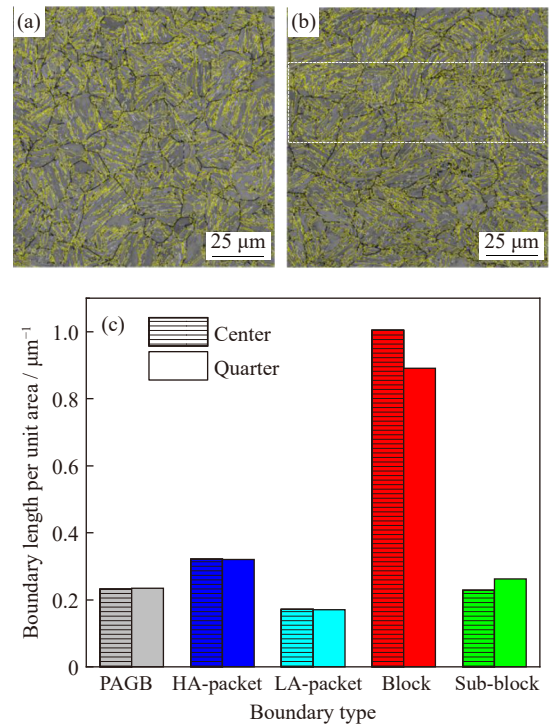 (a)
(b)
25 μm
25 μm
(c)
Center
Quarter
Boundary length per unit area / μm⁻¹
1.0
0.8
0.6
0.4
0.2
0
PAGB HA-packet LA-packet Block Sub-block
Boundary type